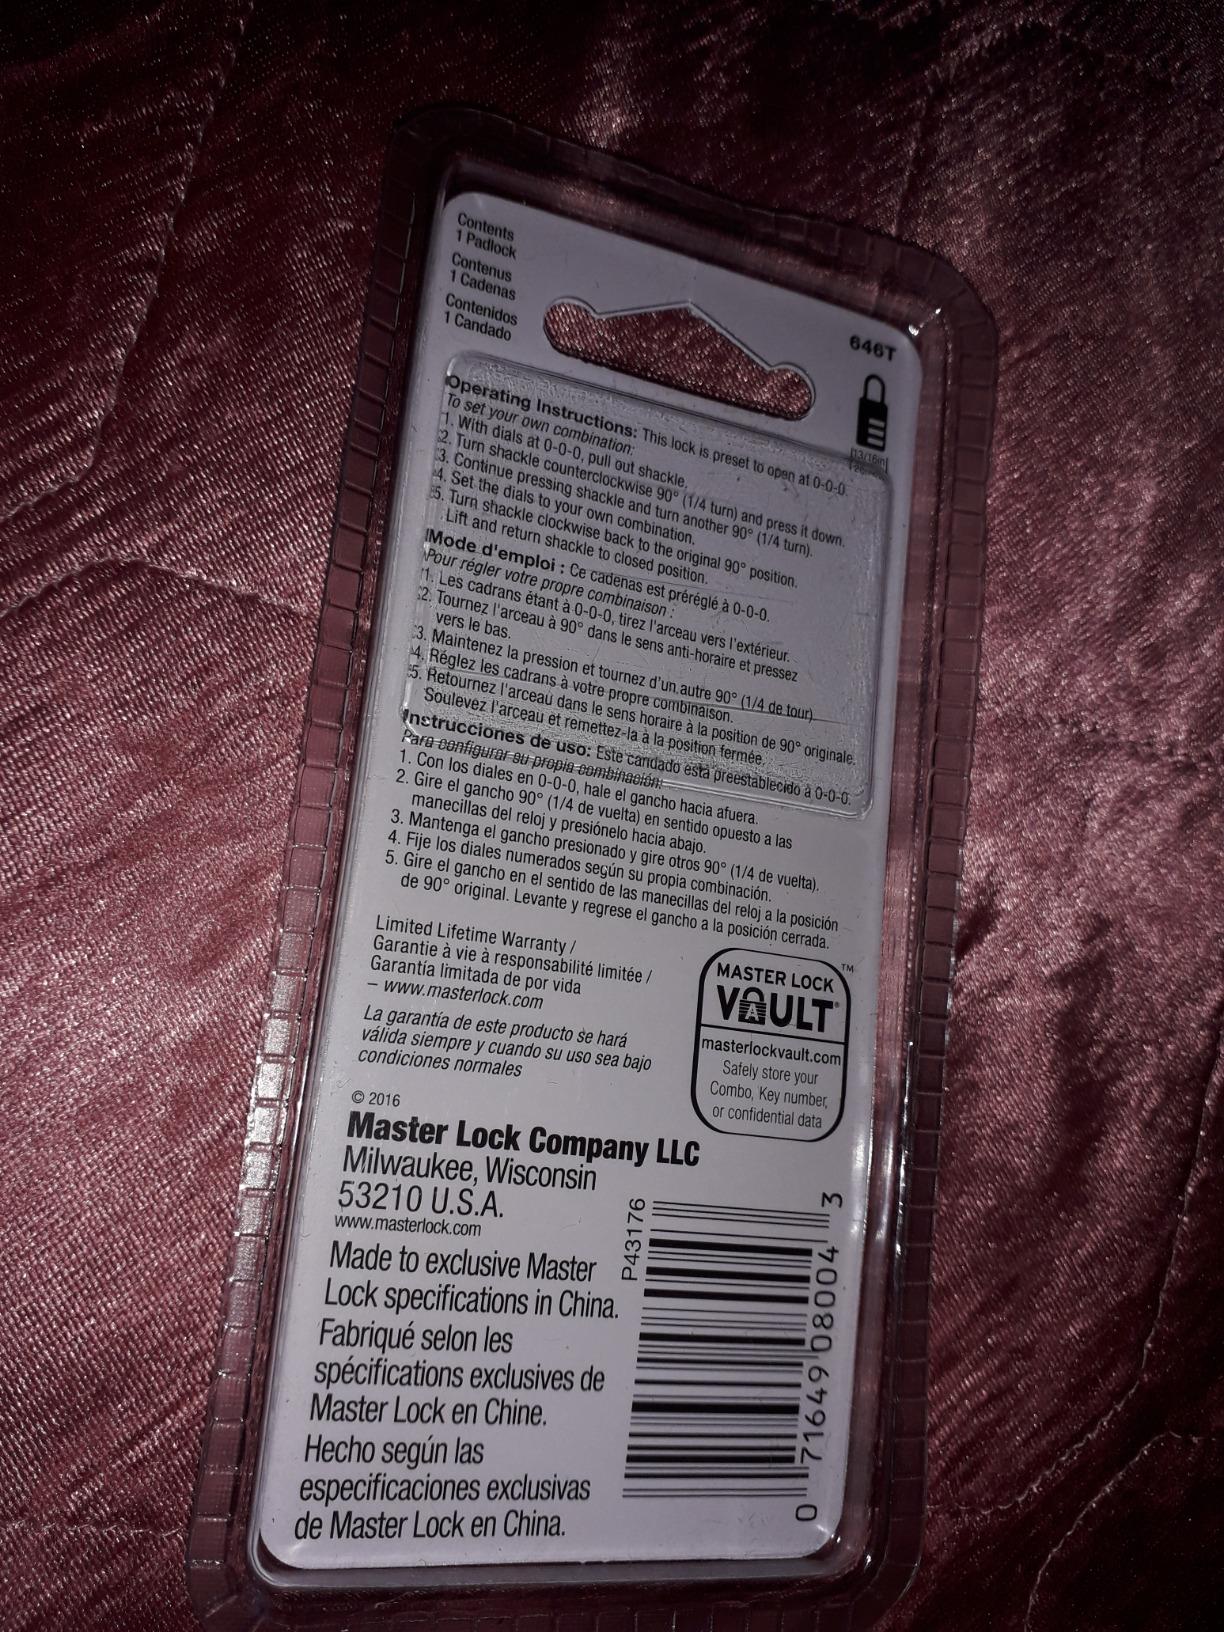 Contents
1 Padlock
Contenus
1 Cadenas
Contenidos
1 Candado
646T
Operating Instructions: This lock is preset to open at 0-0-0.
To set your own combination:
1. With dials at 0-0-0, pull out shackle.
2. Turn shackle counterclockwise 90° (1/4 turn) and press it down.
3. Continue pressing shackle and turn another 90° (1/4 turn).
4. Set the dials to your own combination.
5. Turn shackle clockwise back to the original 90° position.
Lift and return shackle to closed position.
Mode d'emploi : Ce cadenas est préréglé à 0-0-0.
Pour régler votre propre combinaison :
1. Les cadrans étant à 0-0-0, tirez l'arceau vers l'extérieur.
2. Tournez l'arceau à 90° dans le sens anti-horaire et pressez
vers le bas.
3. Maintenez la pression et tournez d'un autre 90° (1/4 de tour).
4. Réglez les cadrans à votre propre combinaison.
5. Retournez l'arceau dans le sens horaire à la position de 90° originale.
Soulevez l'arceau et remettez-la à la position fermée.
Instrucciones de uso: Este candado está preestablecido à 0-0-0.
Para configurar su propia combinación:
1. Con los diales en 0-0-0, hale el gancho hacia afuera.
2. Gire el gancho 90° (1/4 de vuelta) en sentido opuesto a las
manecillas del reloj y presiónelo hacia abajo.
3. Mantenga el gancho presionado y gire otros 90° (1/4 de vuelta).
4. Fije los diales numerados según su propia combinación.
5. Gire el gancho en el sentido de las manecillas del reloj a la posición
de 90° original. Levante y regrese el gancho a la posición cerrada.
Limited Lifetime Warranty /
Garantie à vie à responsabilité limitée /
Garantía limitada de por vida
– www.masterlock.com
La garantía de este producto se hará
válida siempre y cuando su uso sea bajo
condiciones normales
MASTER LOCK ™
VAULT®
masterlockvault.com
Safely store your
Combo, Key number,
or confidential data
© 2016
Master Lock Company LLC
Milwaukee, Wisconsin
53210 U.S.A.
www.masterlock.com
Made to exclusive Master
Lock specifications in China.
Fabriqué selon les
spécifications exclusives de
Master Lock en Chine.
Hecho según las
especificaciones exclusivas
de Master Lock en China.
P43176
0 71649 08004 3